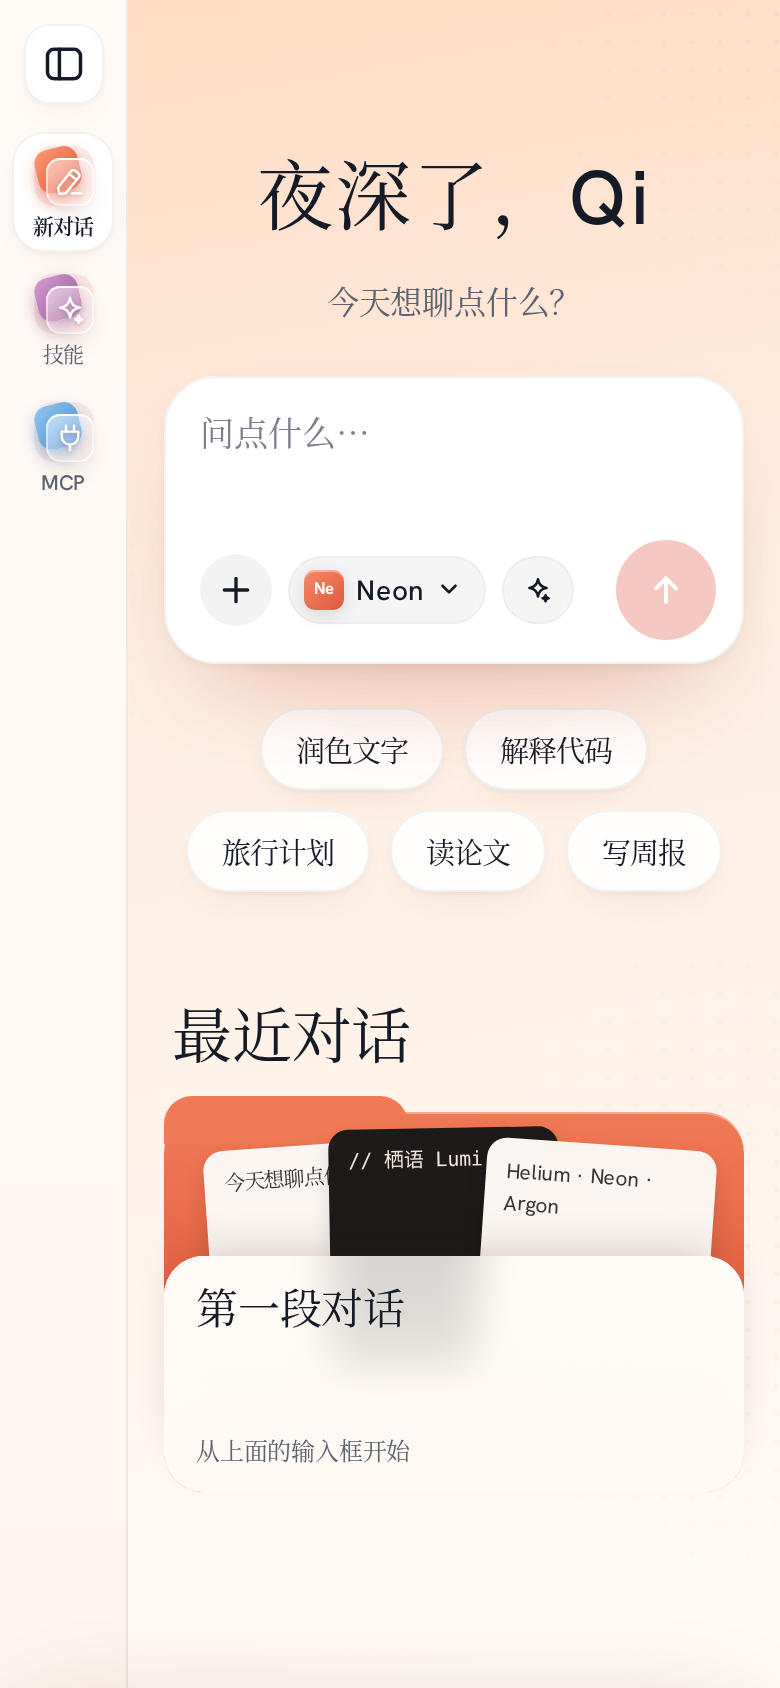 新对话
技能
MCP
夜深了，Qi
今天想聊点什么？
问点什么…
Ne
Neon
润色文字
解释代码
旅行计划
读论文
写周报
最近对话
今天想聊点
// 栖语 Lumi
Helium · Neon ·
Argon
第一段对话
从上面的输入框开始